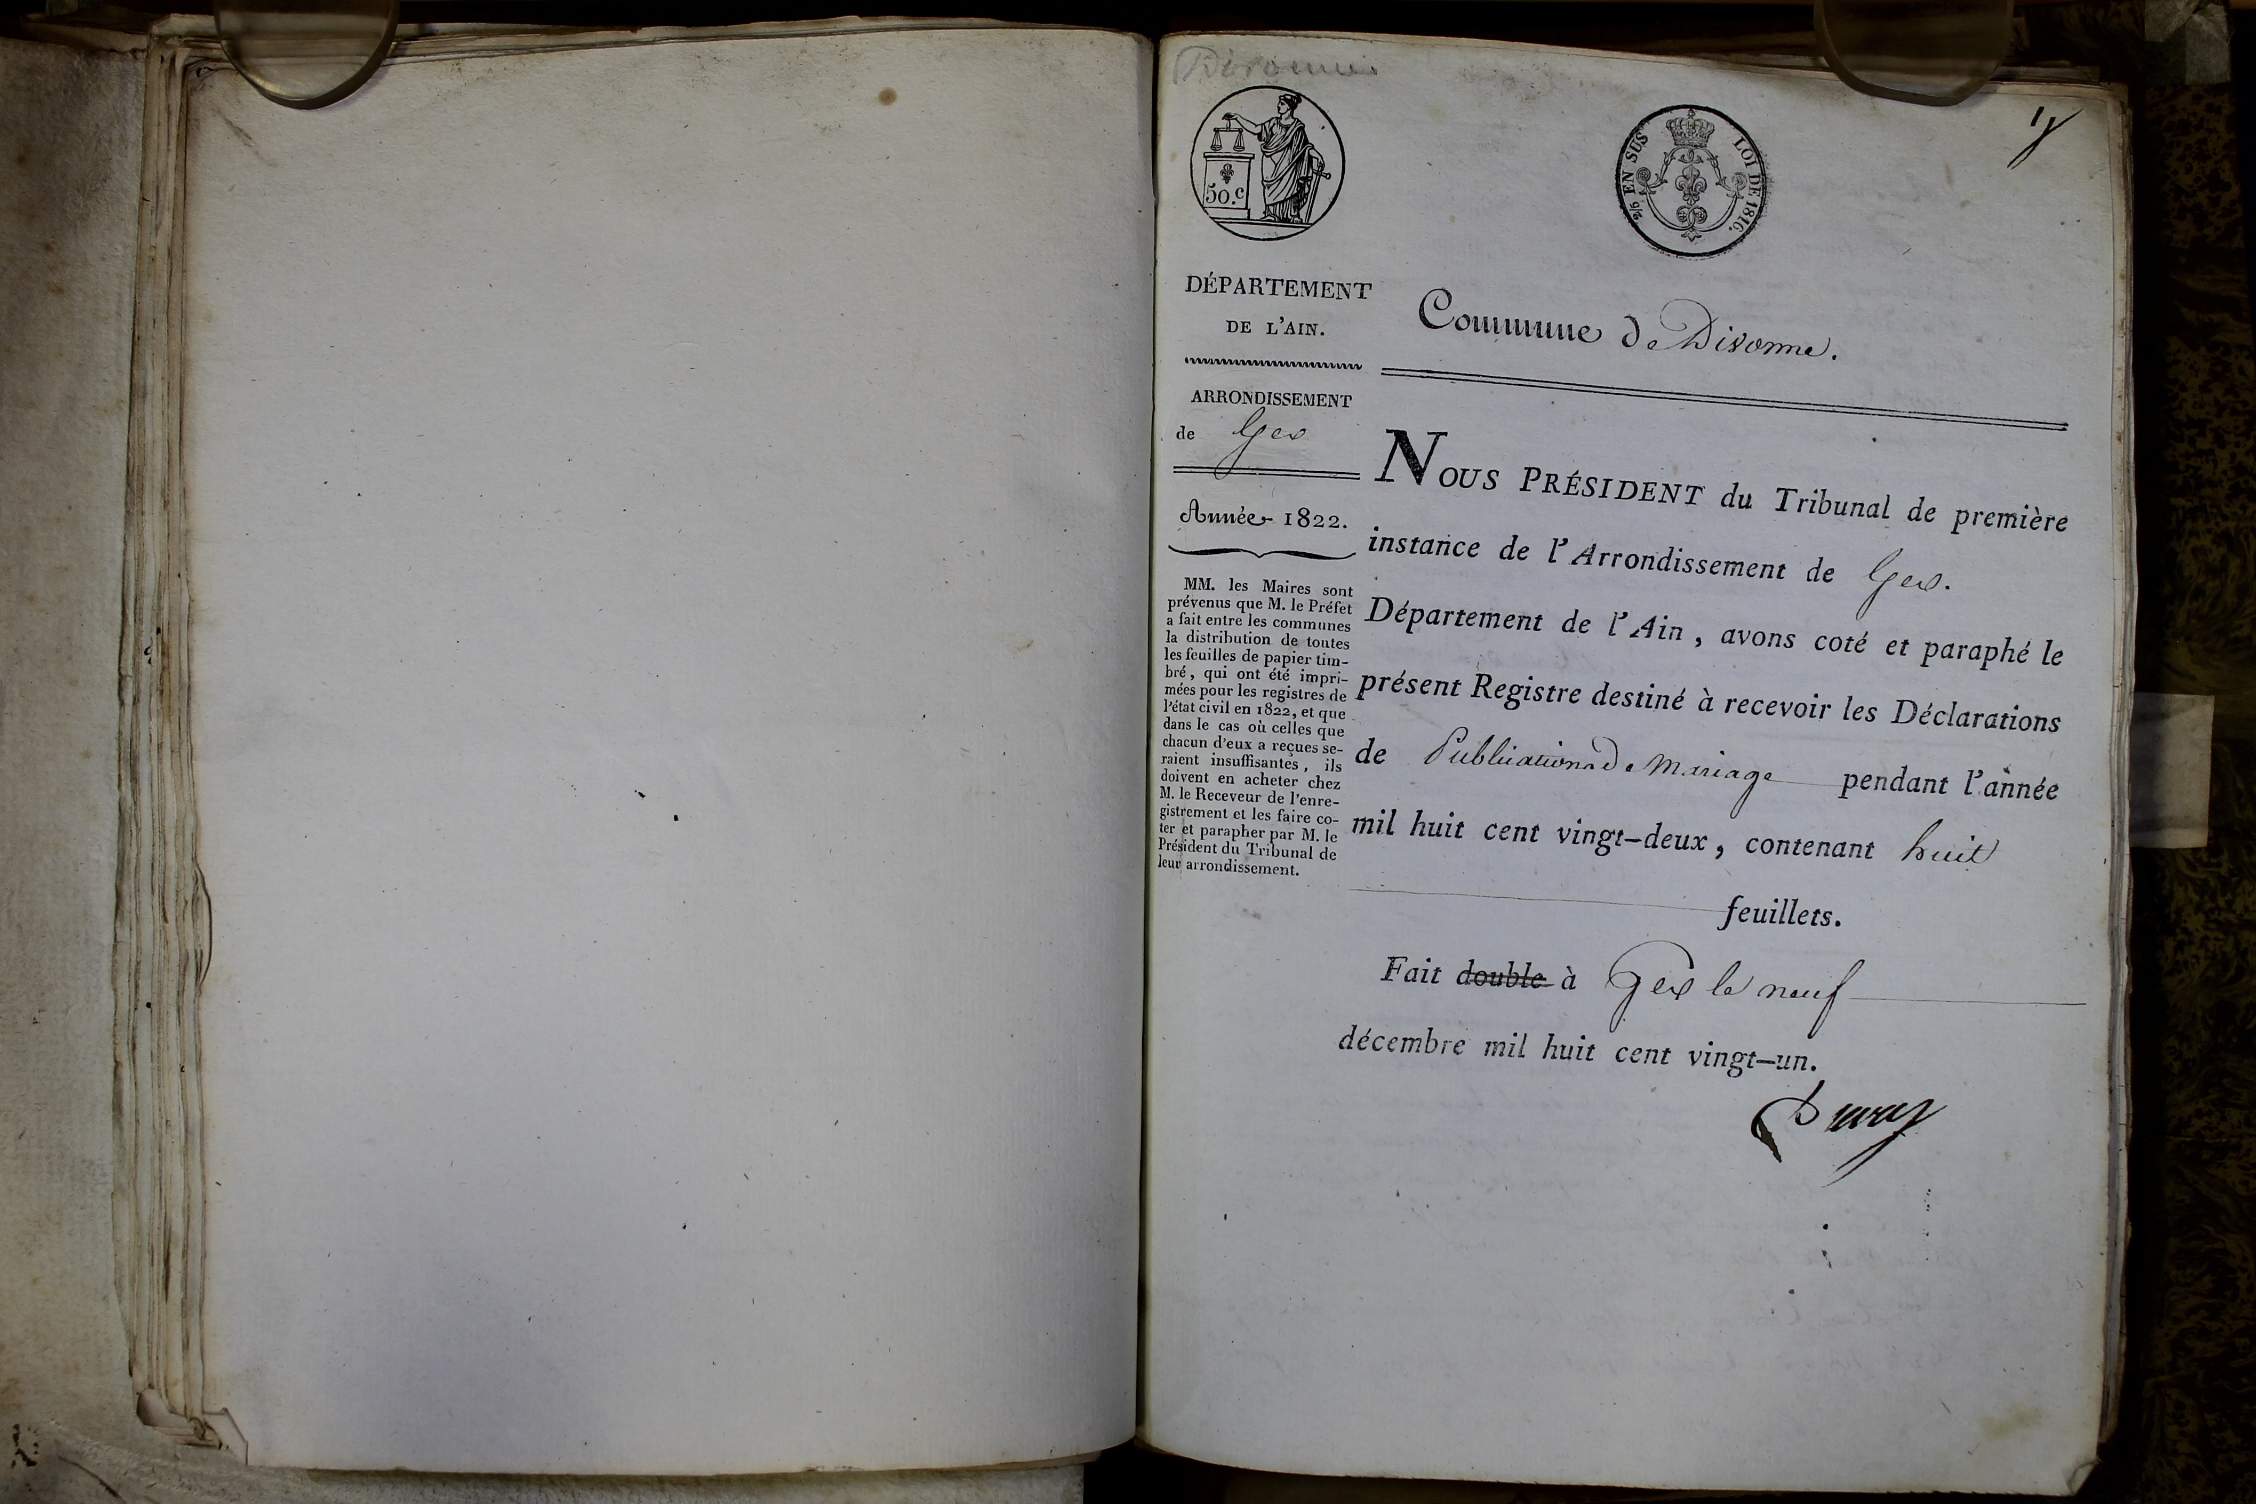 Divonne
50.c
2/6 EN SUS
LOI DE 1816.
1
DÉPARTEMENT
DE L'AIN.
Commune de Divonne.
ARRONDISSEMENT
de Gex
Année 1822.
MM. les Maires sont
prévenus que M. le Préfet
a fait entre les communes
la distribution de toutes
les feuilles de papier tim-
bré, qui ont été impri-
mées pour les registres de
l'état civil en 1822, et que
dans le cas où celles que
chacun d'eux a reçues se-
raient insuffisantes, ils
doivent en acheter chez
M. le Receveur de l'enre-
gistrement et les faire co-
ter et parapher par M. le
Président du Tribunal de
leur arrondissement.
NOUS PRÉSIDENT du Tribunal de première
instance de l'Arrondissement de Gex.
Département de l'Ain, avons coté et paraphé le
présent Registre destiné à recevoir les Déclarations
de Publications de Mariage pendant l'année
mil huit cent vingt-deux, contenant huit
feuillets.
Fait double à Gex le neuf
décembre mil huit cent vingt-un.